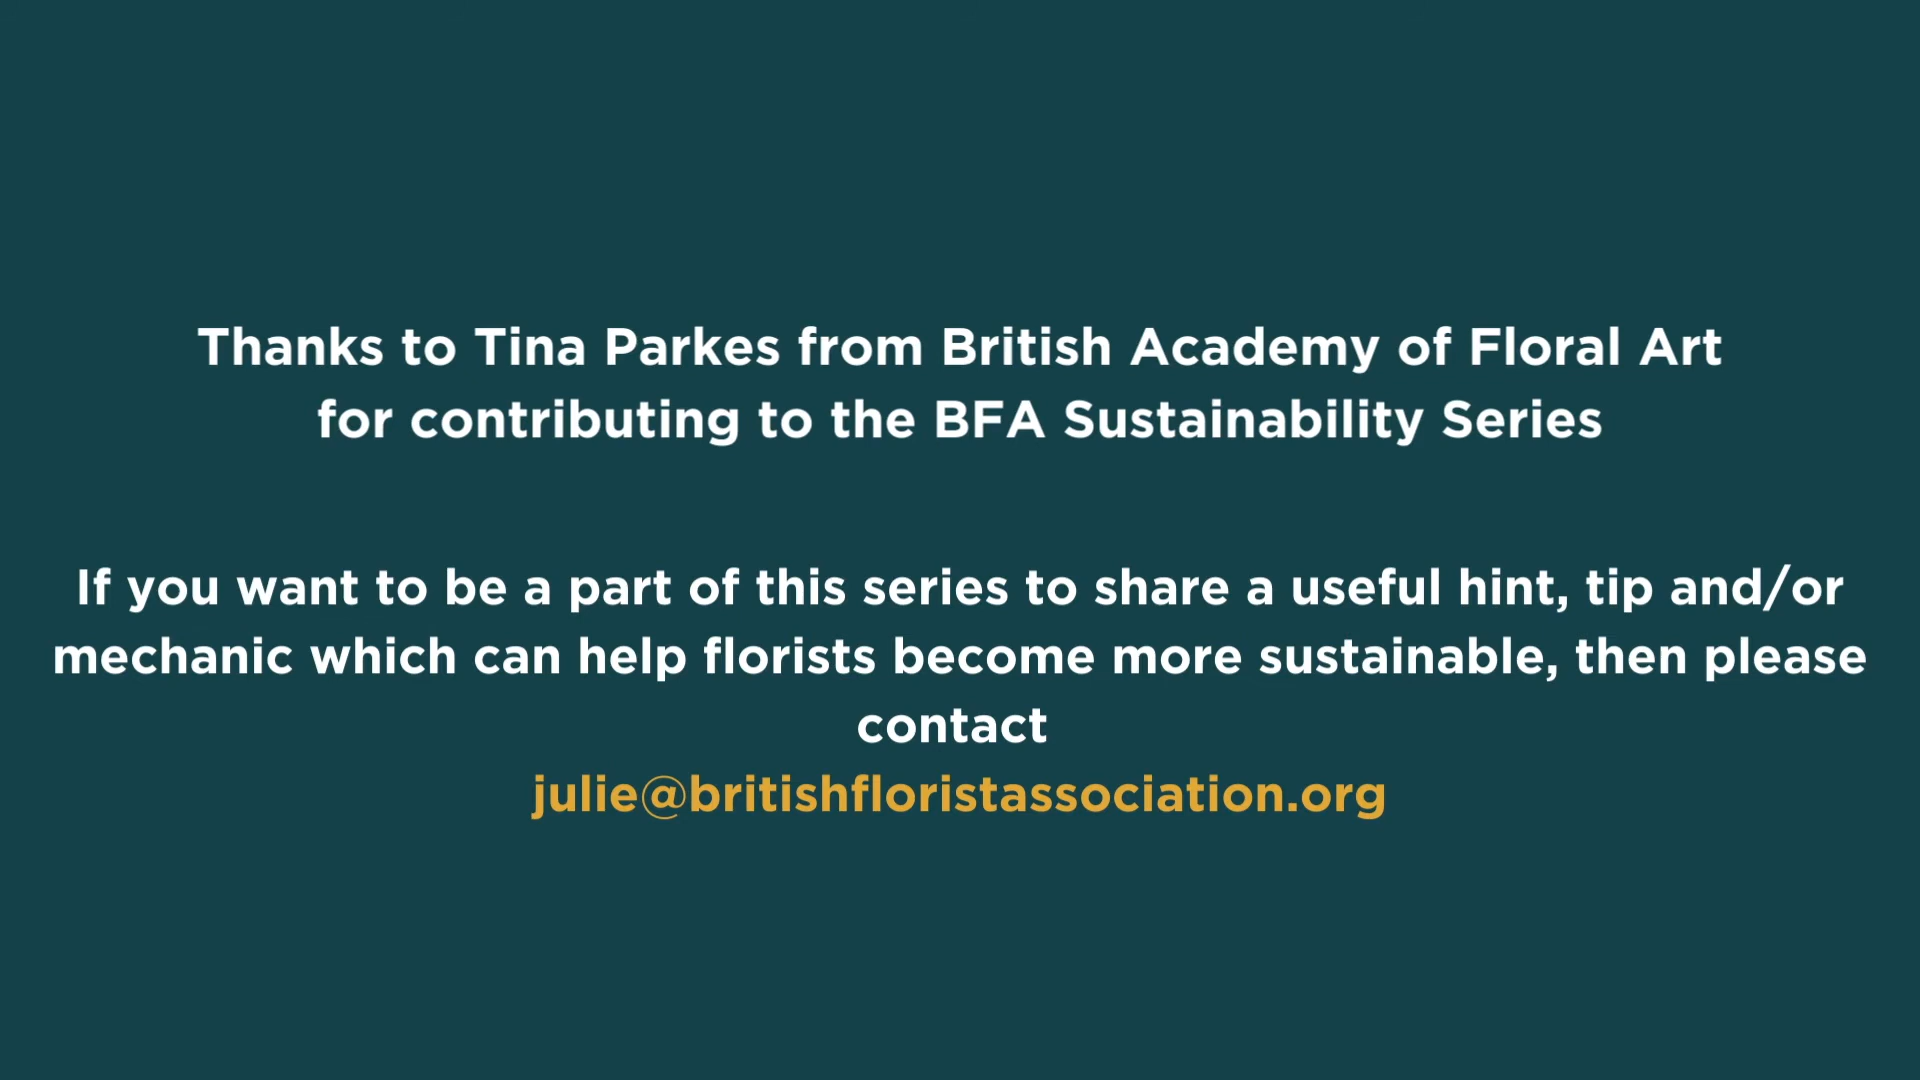 Thanks to Tina Parkes from British Academy of Floral Art
for contributing to the BFA Sustainability Series
If you want to be a part of this series to share a useful hint, tip and/or
mechanic which can help florists become more sustainable, then please
contact
julie@britishfloristassociation.org